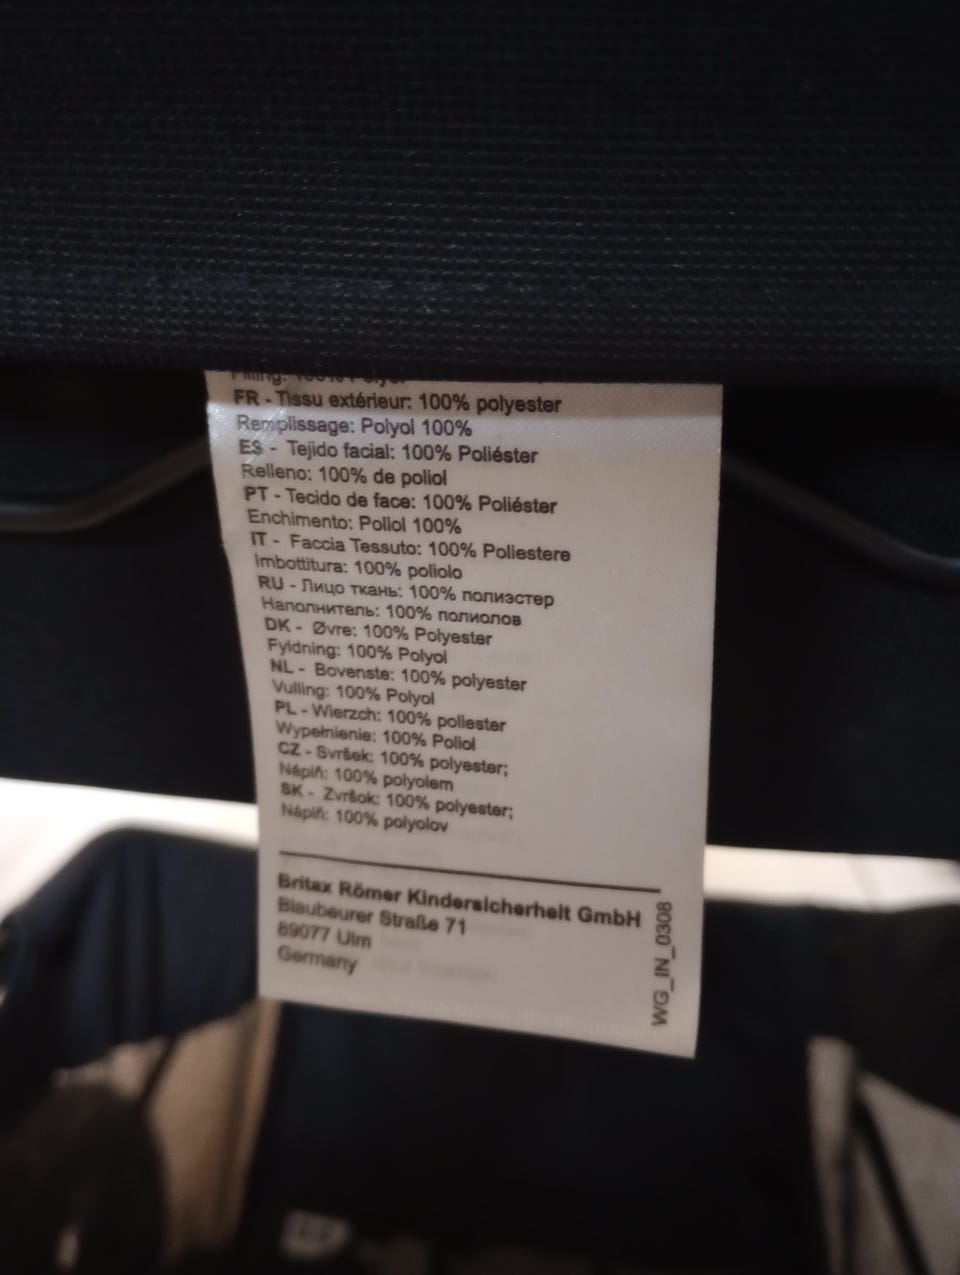 Filling: 100% Polyol
FR - Tissu extérieur: 100% polyester
Remplissage: Polyol 100%
ES - Tejido facial: 100% Poliéster
Relleno: 100% de poliol
PT - Tecido de face: 100% Poliéster
Enchimento: Poliol 100%
IT - Faccia Tessuto: 100% Poliestere
Imbottitura: 100% poliolo
RU - Лицо ткань: 100% полиэстер
Наполнитель: 100% полиолов
DK - Øvre: 100% Polyester
Fyldning: 100% Polyol
NL - Bovenste: 100% polyester
Vulling: 100% Polyol
PL - Wierzch: 100% poliester
Wypełnienie: 100% Poliol
CZ - Svršek: 100% polyester;
Náplň: 100% polyolem
SK - Zvršok: 100% polyester;
Náplň: 100% polyolov
Britax Römer Kindersicherheit GmbH
Blaubeurer Straße 71
89077 Ulm
Germany
WG_IN_0308